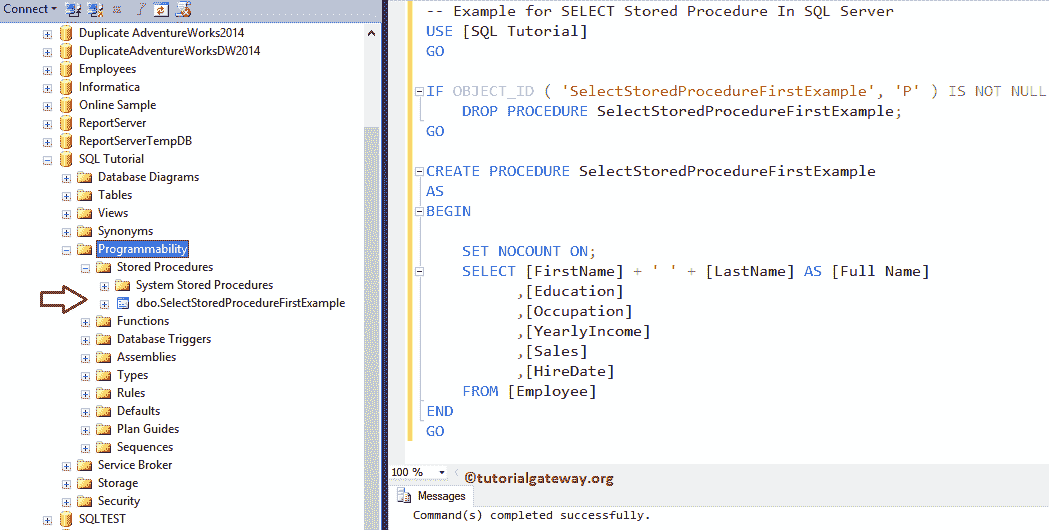 Connect
Duplicate AdventureWorks2014
DuplicateAdventureWorksDW2014
Employees
Informatica
Online Sample
ReportServer
ReportServerTempDB
SQL Tutorial
Database Diagrams
Tables
Views
Synonyms
Programmability
Stored Procedures
System Stored Procedures
dbo.SelectStoredProcedureFirstExample
Functions
Database Triggers
Assemblies
Types
Rules
Defaults
Plan Guides
Sequences
Service Broker
Storage
Security
SQLTEST
-- Example for SELECT Stored Procedure In SQL Server
USE [SQL Tutorial]
GO
IF OBJECT_ID ( 'SelectStoredProcedureFirstExample', 'P' ) IS NOT NULL
DROP PROCEDURE SelectStoredProcedureFirstExample;
GO
CREATE PROCEDURE SelectStoredProcedureFirstExample
AS
BEGIN
SET NOCOUNT ON;
SELECT [FirstName] + ' ' + [LastName] AS [Full Name]
,[Education]
,[Occupation]
,[YearlyIncome]
,[Sales]
,[HireDate]
FROM [Employee]
END
GO
100 %
©tutorialgateway.org
Messages
Command(s) completed successfully.